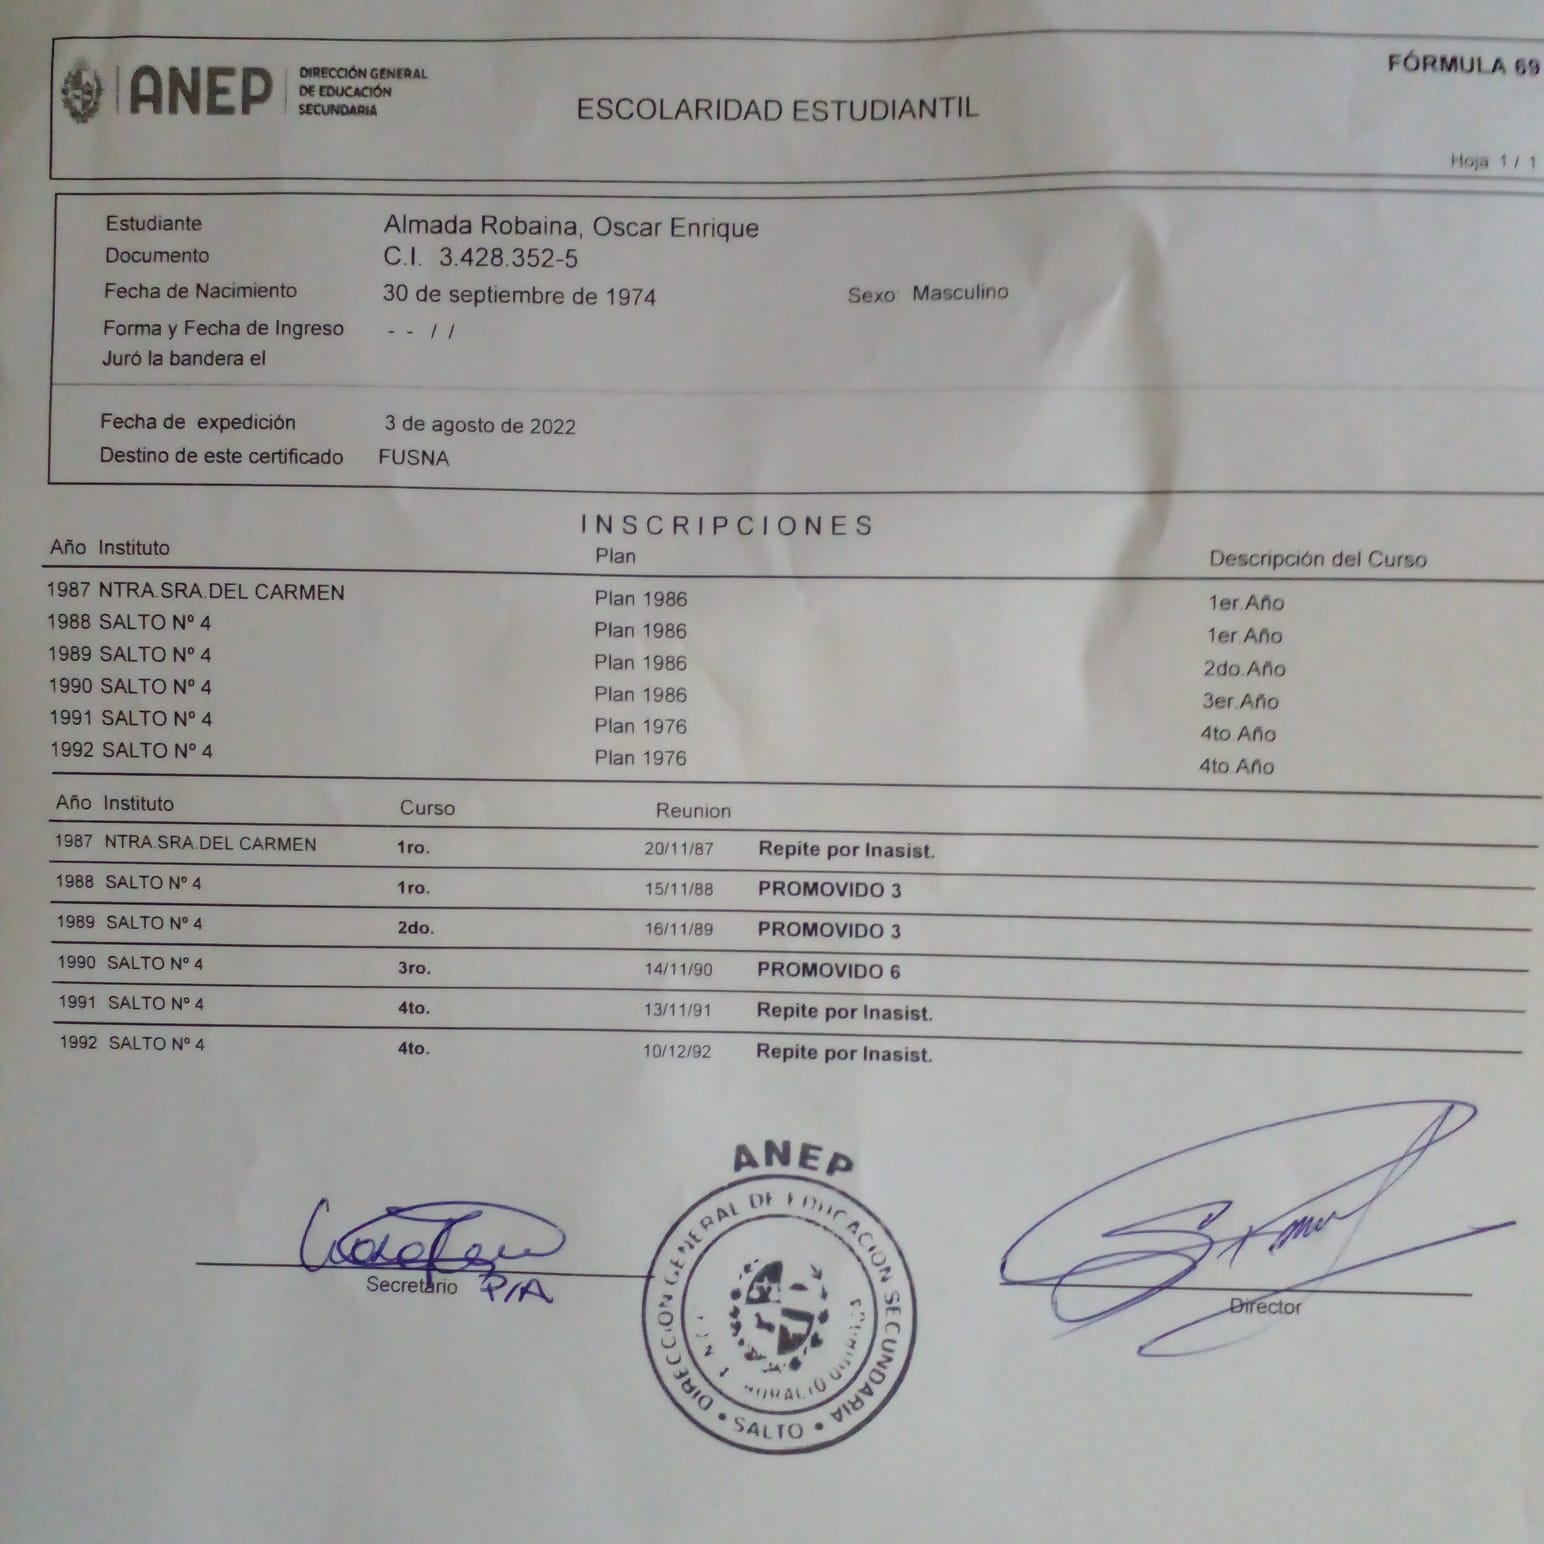 ANEP DIRECCIÓN GENERAL
DE EDUCACIÓN
SECUNDARIA
FÓRMULA 69
ESCOLARIDAD ESTUDIANTIL
Hoja 1 / 1
Estudiante Almada Robaina, Oscar Enrique
Documento C.I. 3.428.352-5
Fecha de Nacimiento 30 de septiembre de 1974 Sexo: Masculino
Forma y Fecha de Ingreso - - / /
Juró la bandera el
Fecha de expedición 3 de agosto de 2022
Destino de este certificado FUSNA
INSCRIPCIONES
Año Instituto Plan Descripción del Curso
1987 NTRA.SRA.DEL CARMEN Plan 1986 1er.Año
1988 SALTO Nº 4 Plan 1986 1er.Año
1989 SALTO Nº 4 Plan 1986 2do.Año
1990 SALTO Nº 4 Plan 1986 3er.Año
1991 SALTO Nº 4 Plan 1976 4to.Año
1992 SALTO Nº 4 Plan 1976 4to.Año
Año Instituto Curso Reunion
1987 NTRA.SRA.DEL CARMEN 1ro. 20/11/87 Repite por Inasist.
1988 SALTO Nº 4 1ro. 15/11/88 PROMOVIDO 3
1989 SALTO Nº 4 2do. 16/11/89 PROMOVIDO 3
1990 SALTO Nº 4 3ro. 14/11/90 PROMOVIDO 6
1991 SALTO Nº 4 4to. 13/11/91 Repite por Inasist.
1992 SALTO Nº 4 4to. 10/12/92 Repite por Inasist.
ANEP
DIRECCION GENERAL DE EDUCACION SECUNDARIA
SALTO
Secretario P/A
Director